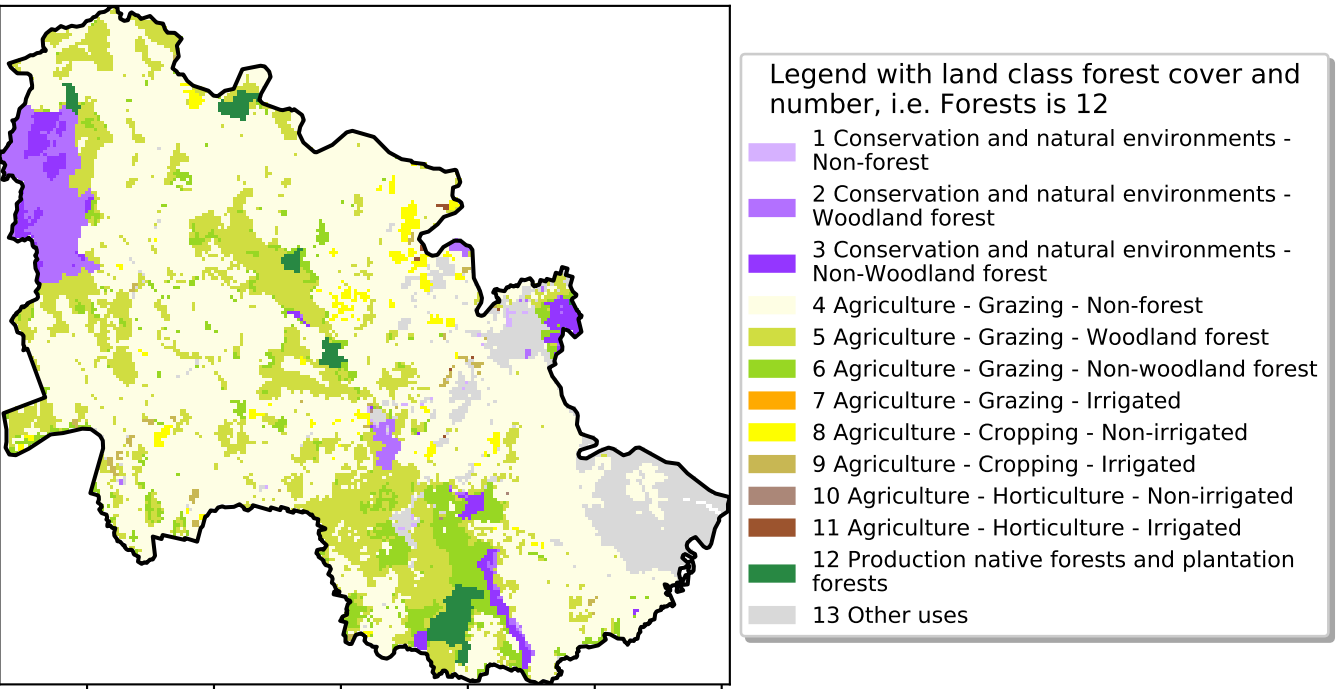 Legend with land class forest cover and
number, i.e. Forests is 12
1 Conservation and natural environments -
Non-forest
2 Conservation and natural environments -
Woodland forest
3 Conservation and natural environments -
Non-Woodland forest
4 Agriculture - Grazing - Non-forest
5 Agriculture - Grazing - Woodland forest
6 Agriculture - Grazing - Non-woodland forest
7 Agriculture - Grazing - Irrigated
8 Agriculture - Cropping - Non-irrigated
9 Agriculture - Cropping - Irrigated
10 Agriculture - Horticulture - Non-irrigated
11 Agriculture - Horticulture - Irrigated
12 Production native forests and plantation
forests
13 Other uses